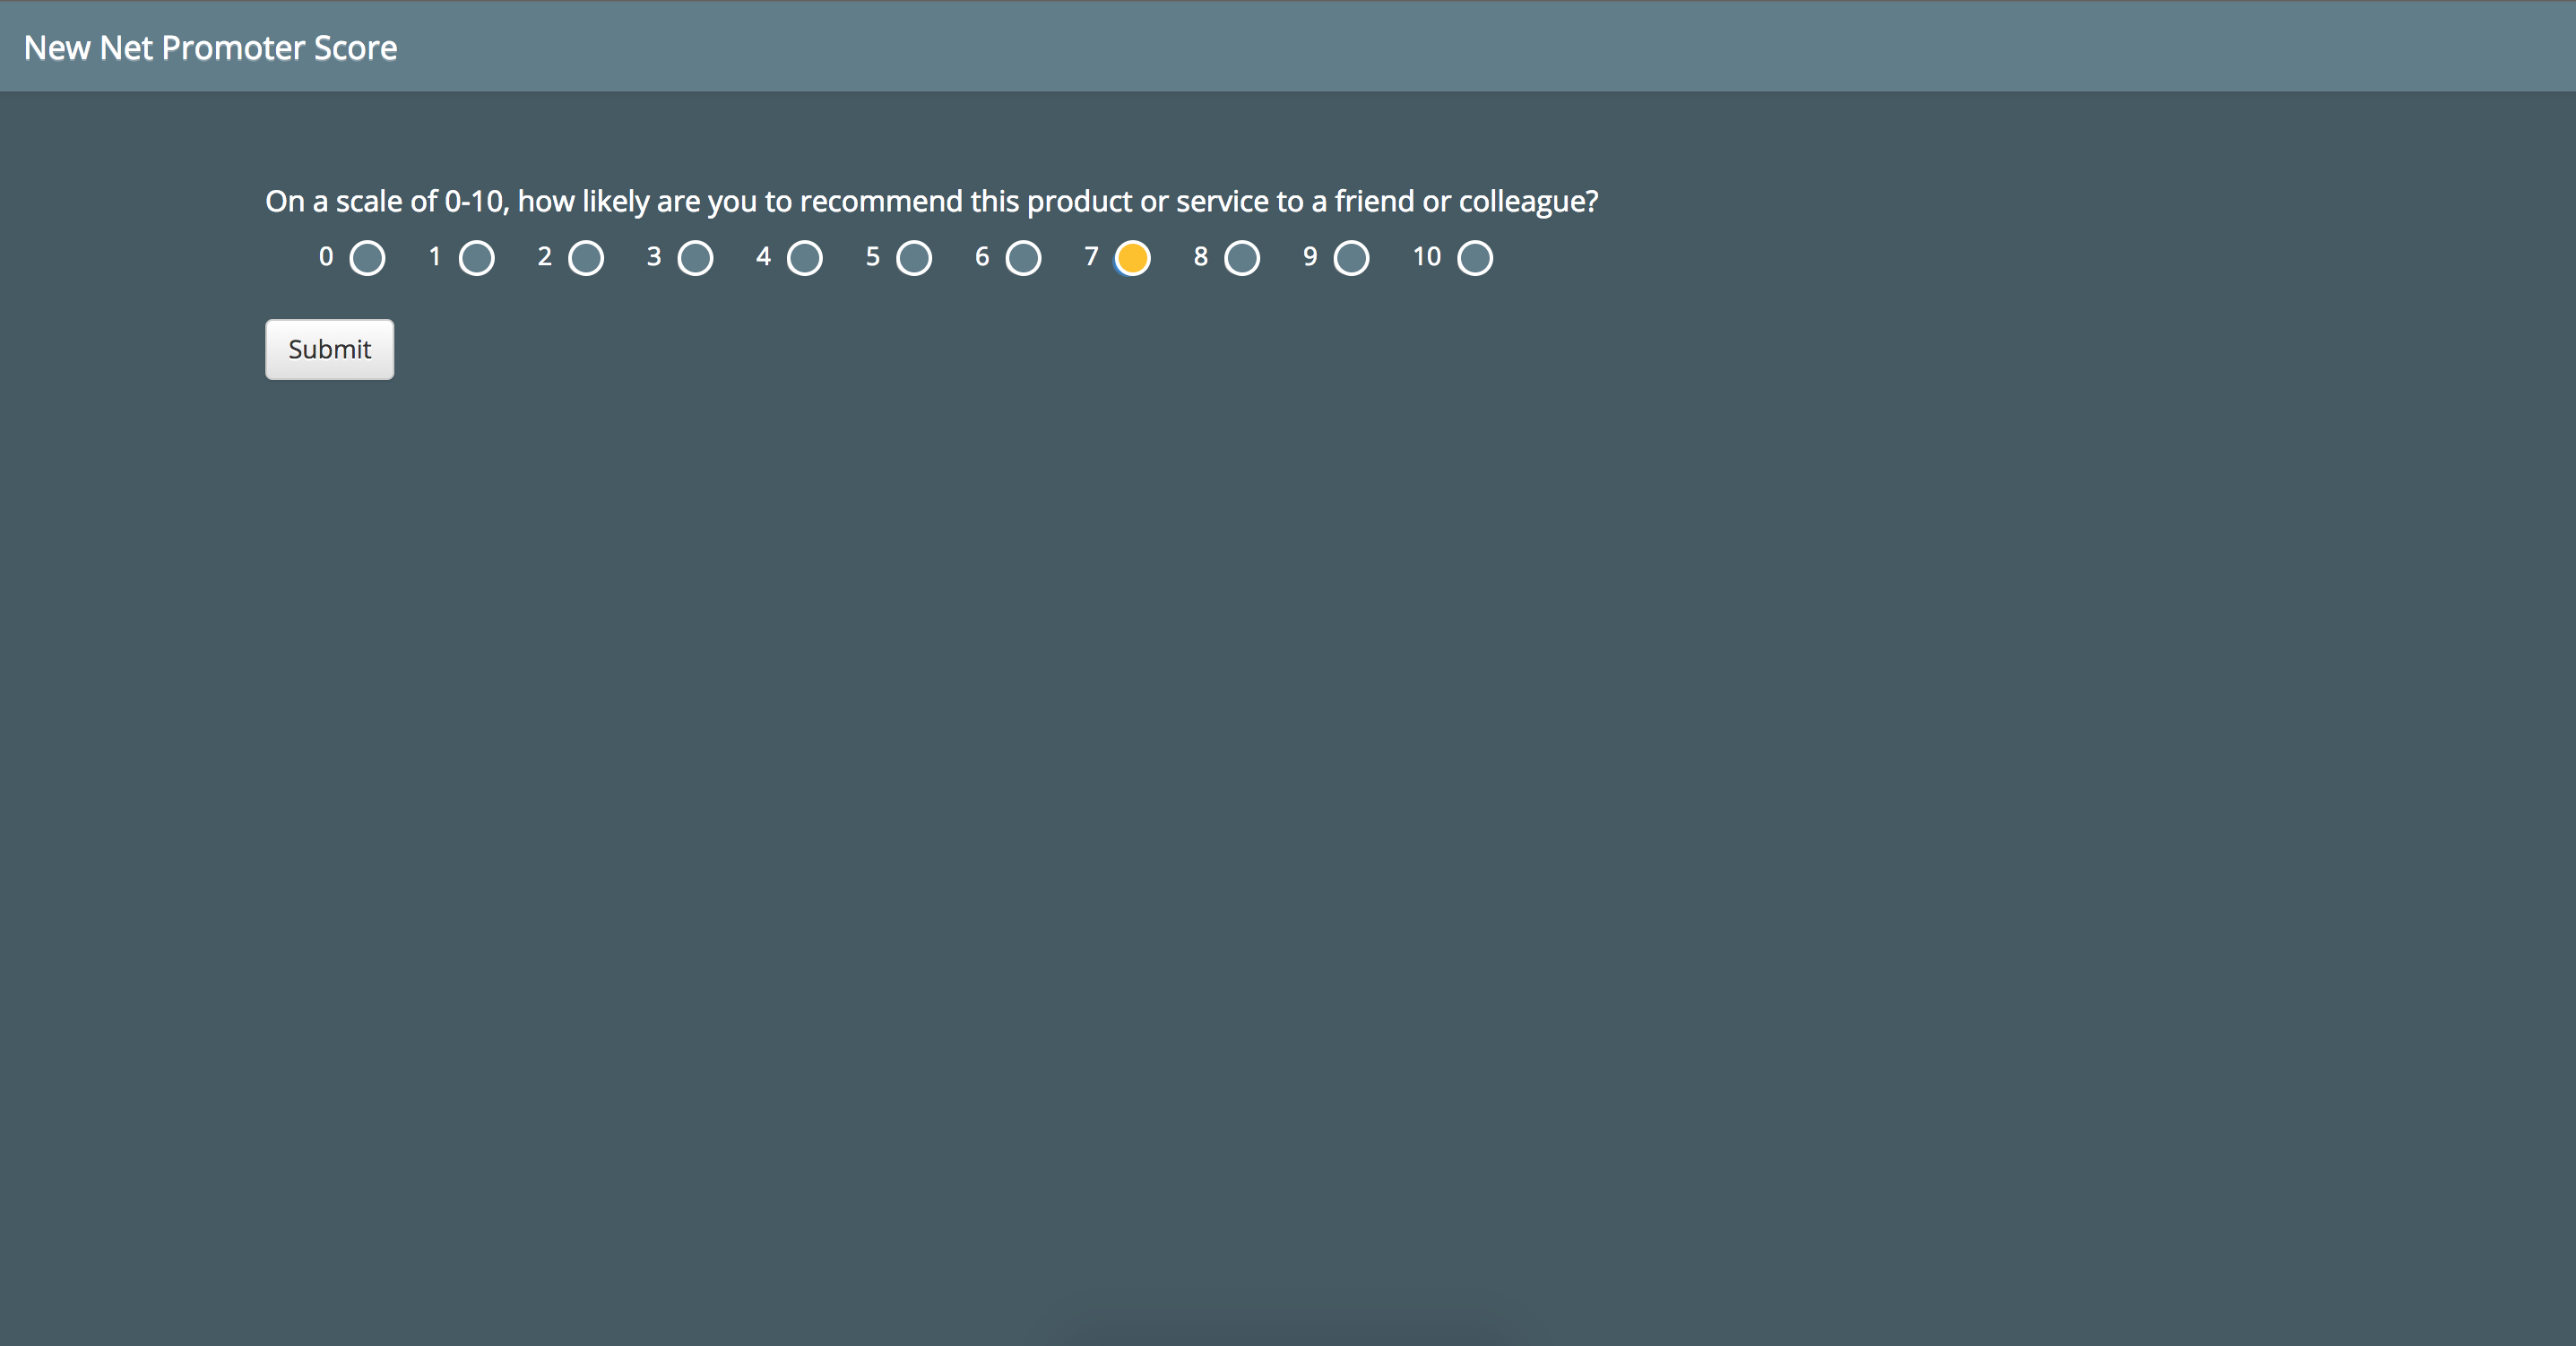 New Net Promoter Score
On a scale of 0-10, how likely are you to recommend this product or service to a friend or colleague?
0 1 2 3 4 5 6 7 8 9 10
Submit